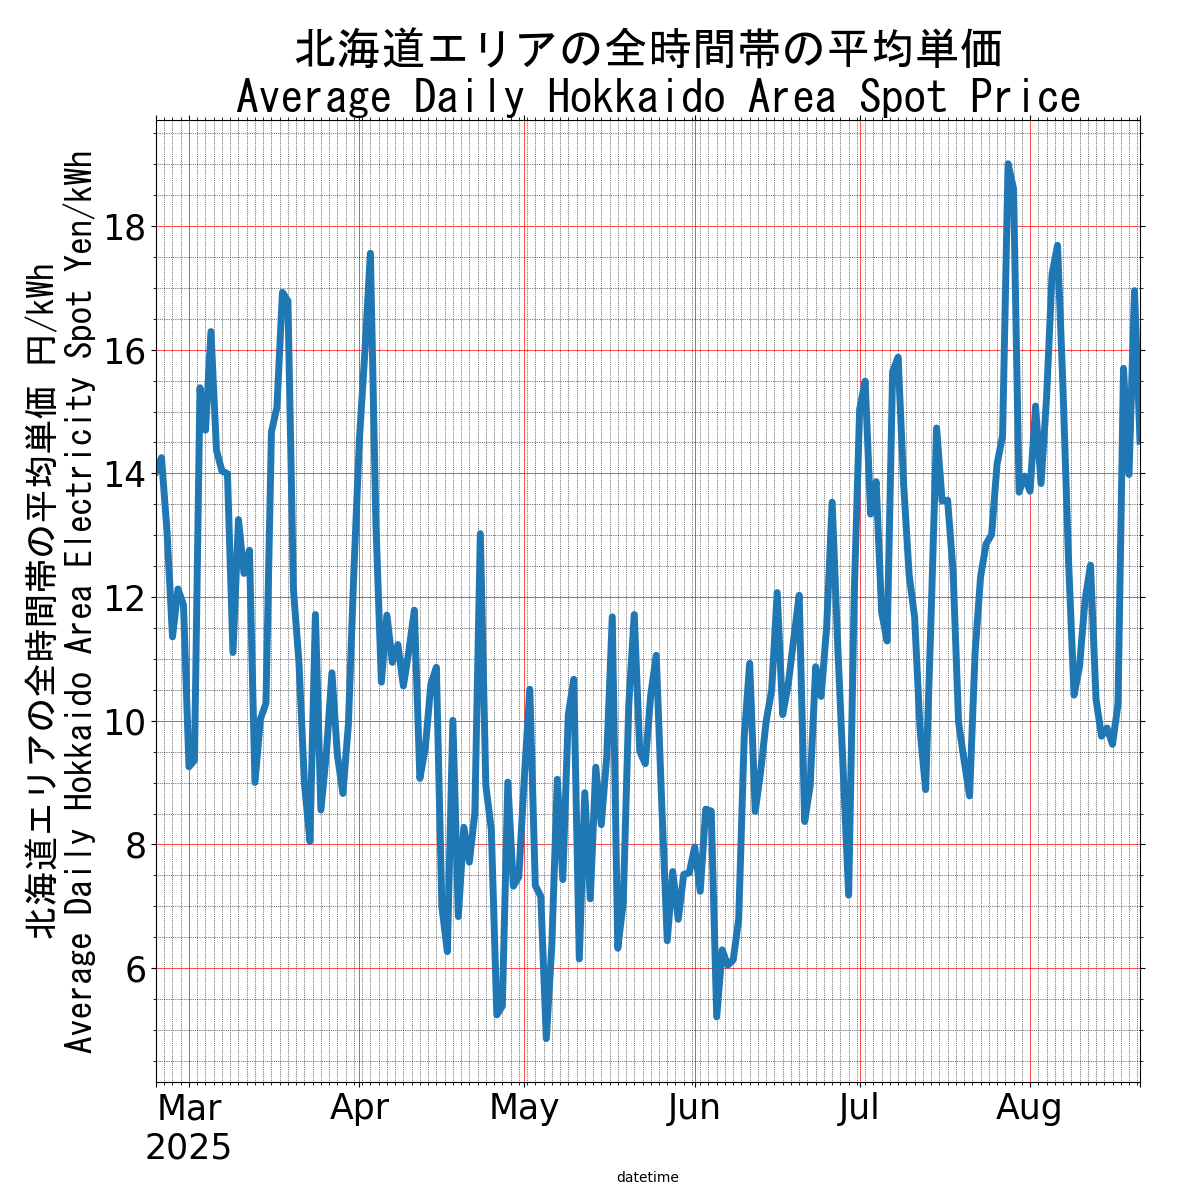 北海道エリアの全時間帯の平均単価
Average Daily Hokkaido Area Spot Price
北海道エリアの全時間帯の平均単価 円/kWh
Average Daily Hokkaido Area Electricity Spot Yen/kWh
18
16
14
12
10
8
6
Mar
2025
Apr
May
Jun
Jul
Aug
datetime